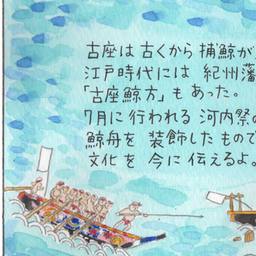 古座は古くから捕鯨が
江戸時代には 紀州藩
「古座鯨方」もあった。
7月に行われる 河内祭の
鯨舟を 装飾したもので
文化を 今に伝えるよ。